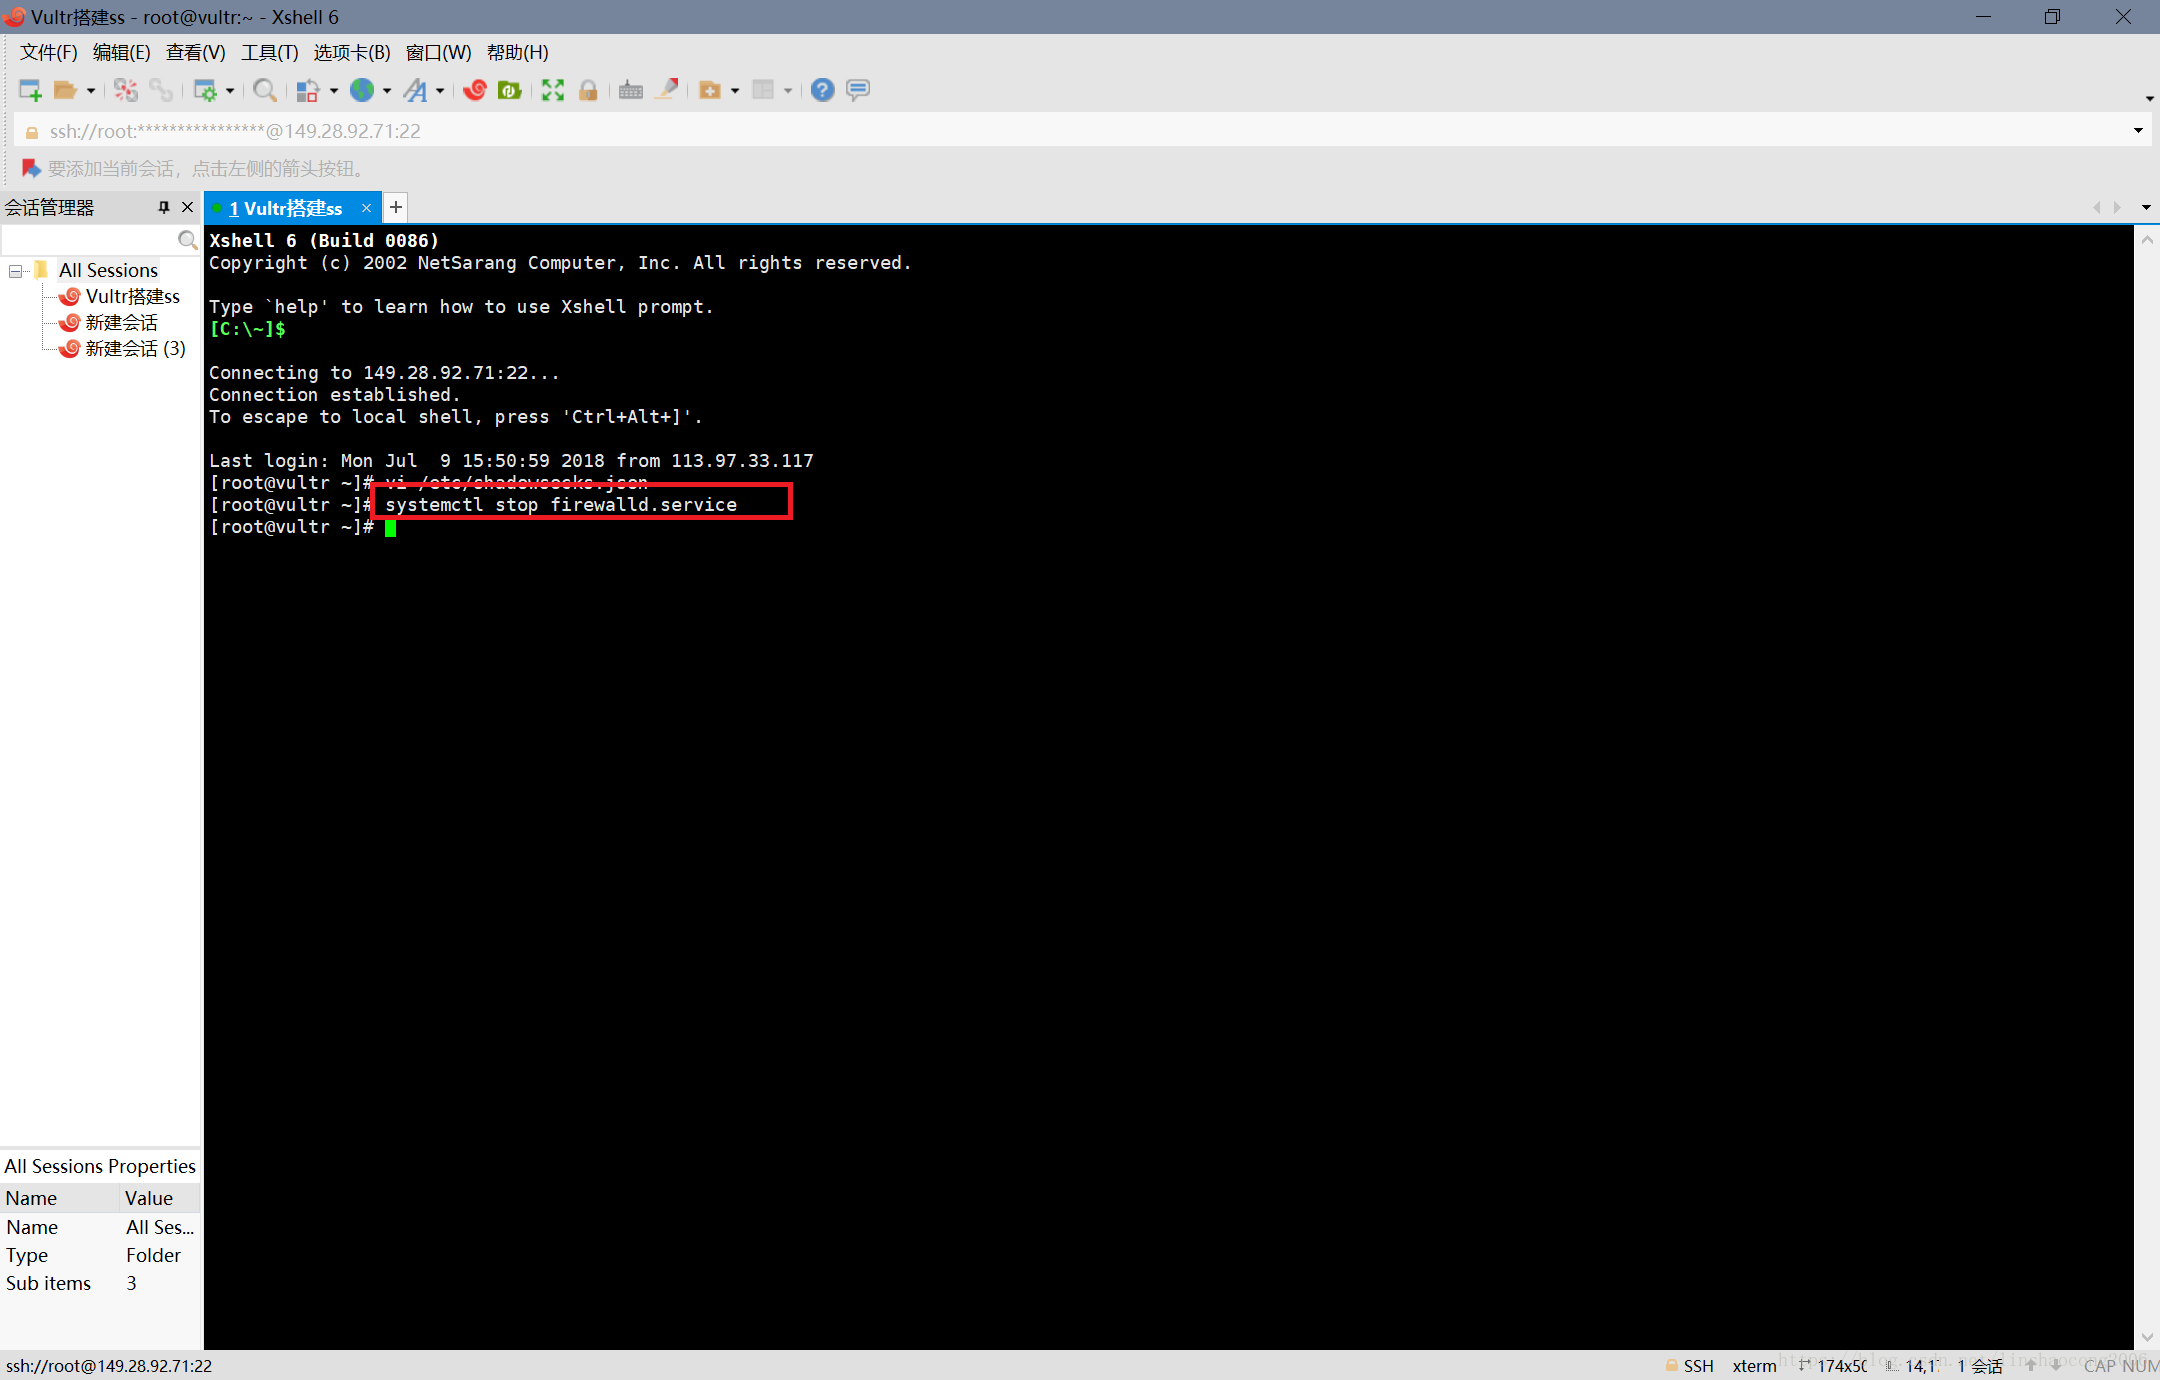 Vultr搭建ss - root@vultr:~ - Xshell 6
文件(F) 编辑(E) 查看(V) 工具(T) 选项卡(B) 窗口(W) 帮助(H)
ssh://root:****************@149.28.92.71:22
要添加当前会话，点击左侧的箭头按钮。
会话管理器
1 Vultr搭建ss
All Sessions
Vultr搭建ss
新建会话
新建会话 (3)
Xshell 6 (Build 0086)
Copyright (c) 2002 NetSarang Computer, Inc. All rights reserved.
Type `help' to learn how to use Xshell prompt.
[C:\~]$
Connecting to 149.28.92.71:22...
Connection established.
To escape to local shell, press 'Ctrl+Alt+]'.
Last login: Mon Jul  9 15:50:59 2018 from 113.97.33.117
[root@vultr ~]# vi /etc/shadowsocks.json
[root@vultr ~]# systemctl stop firewalld.service
[root@vultr ~]#
All Sessions Properties
Name Value
Name All Ses...
Type Folder
Sub items 3
ssh://root@149.28.92.71:22
SSH xterm 174x50 14,1 1 会话 CAP NUM